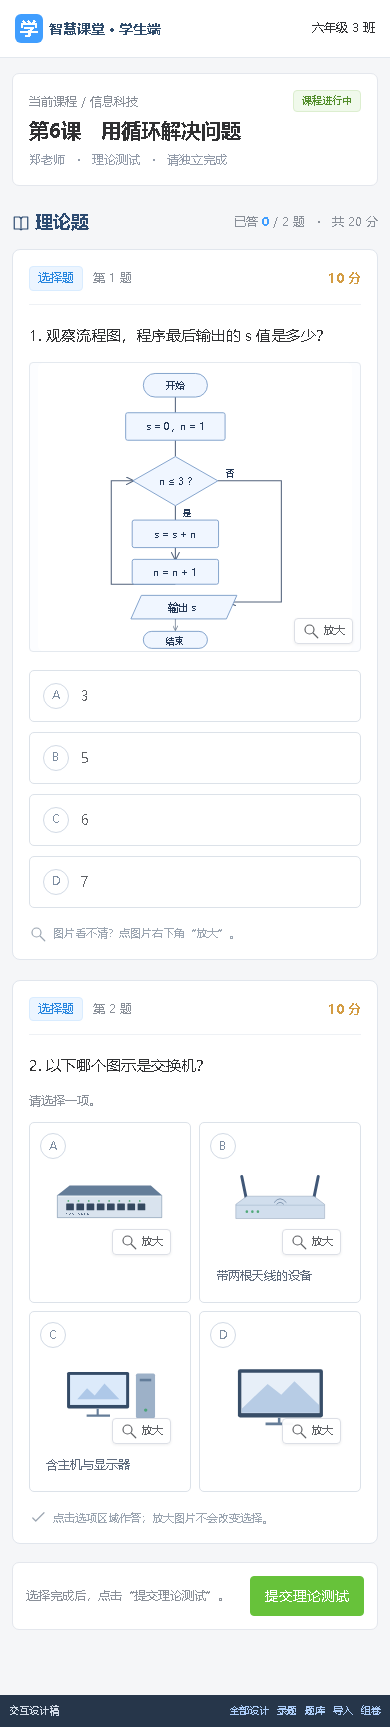 学 智慧课堂·学生端 六年级 3 班
当前课程 / 信息科技 课程进行中
第6课 用循环解决问题
郑老师 · 理论测试 · 请独立完成
理论题 已答 0 / 2 题 · 共 20 分
选择题 第 1 题 10 分
1. 观察流程图，程序最后输出的 s 值是多少？
开始
s = 0，n = 1
n ≤ 3 ?
否
是
s = s + n
n = n + 1
输出 s
结束
放大
A 3
B 5
C 6
D 7
图片看不清？点图片右下角“放大”。
选择题 第 2 题 10 分
2. 以下哪个图示是交换机？
请选择一项。
A B
放大 放大
带两根天线的设备
C D
放大 放大
含主机与显示器
点击选项区域作答；放大图片不会改变选择。
选择完成后，点击“提交理论测试”。 提交理论测试
交互设计稿 全部设计 录题 题库 导入 组卷